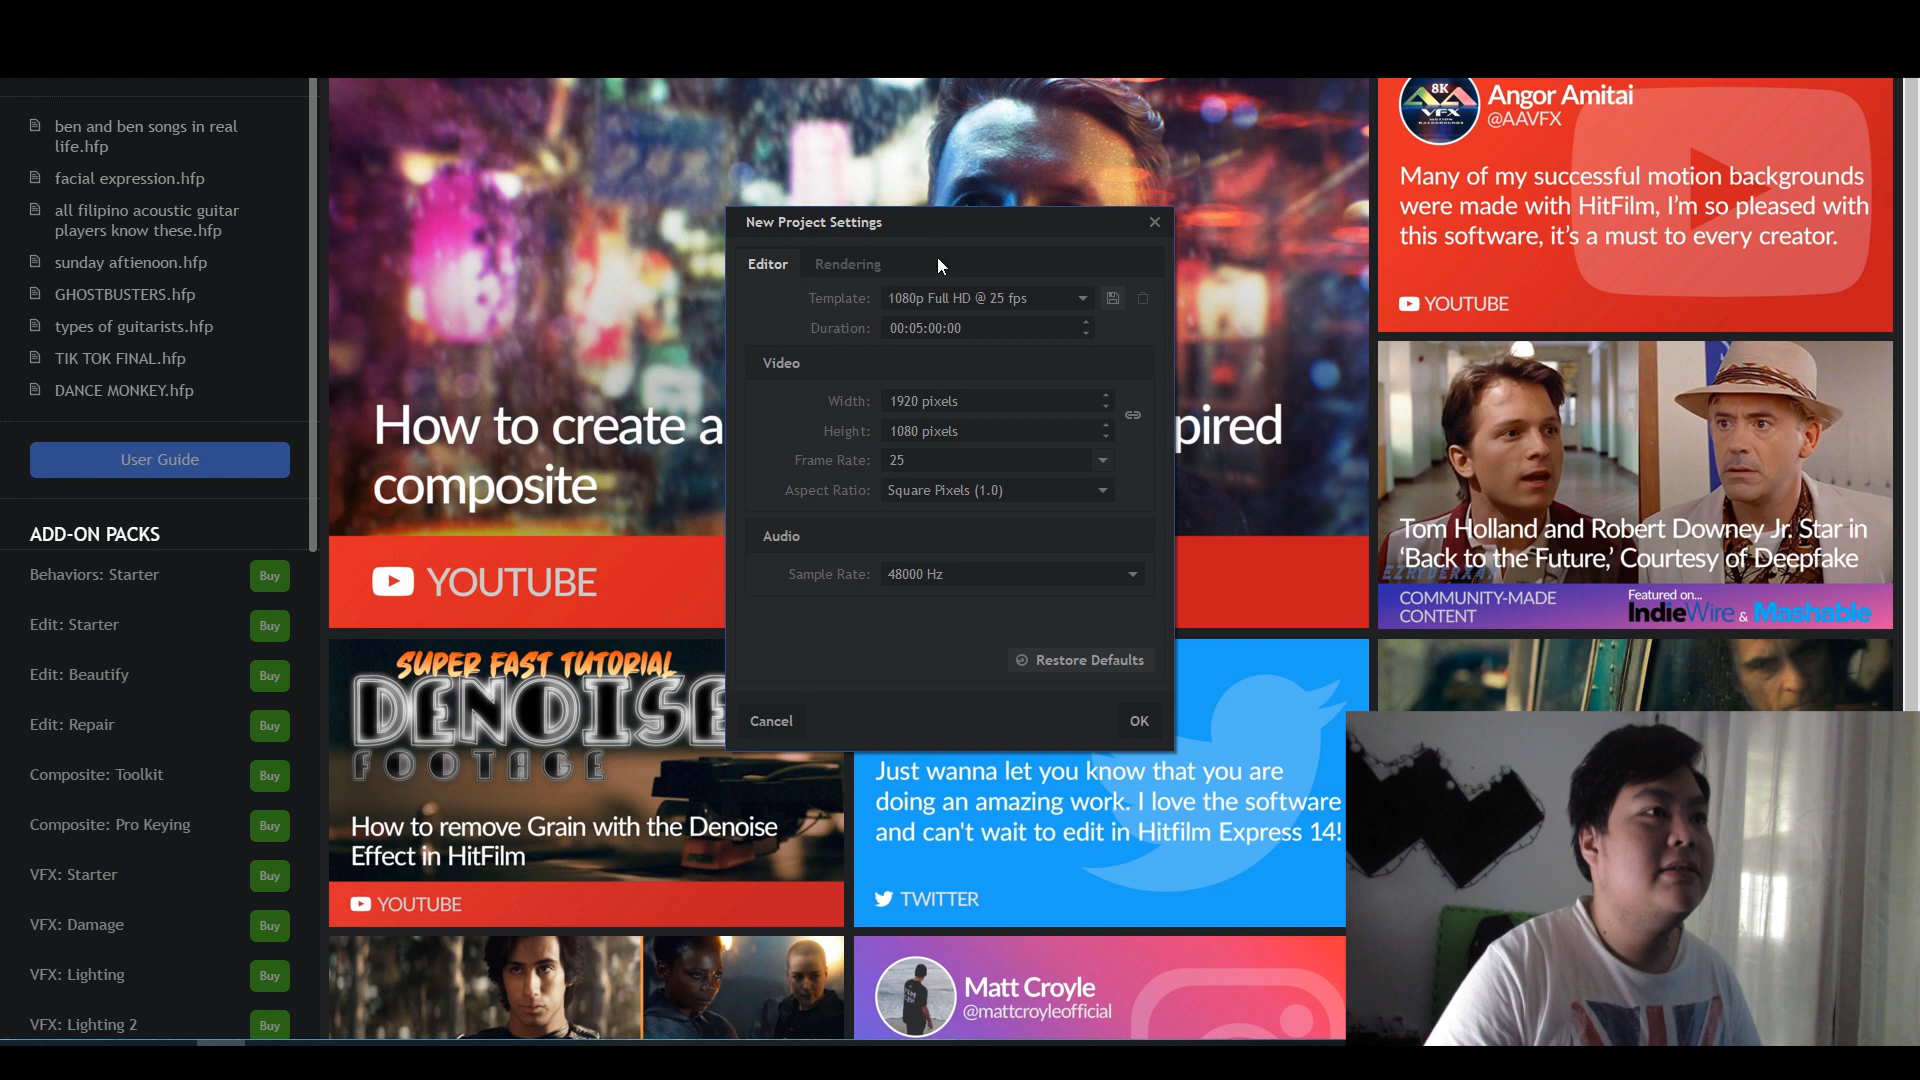 ben and ben songs in real
life.hfp
facial expression.hfp
all filipino acoustic guitar
players know these.hfp
sunday aftienoon.hfp
GHOSTBUSTERS.hfp
types of guitarists.hfp
TIK TOK FINAL.hfp
DANCE MONKEY.hfp
User Guide
ADD-ON PACKS
Behaviors: Starter Buy
Edit: Starter Buy
Edit: Beautify Buy
Edit: Repair Buy
Composite: Toolkit Buy
Composite: Pro Keying Buy
VFX: Starter Buy
VFX: Damage Buy
VFX: Lighting Buy
VFX: Lighting 2 Buy
How to create a
pired
composite
YOUTUBE
New Project Settings
Editor Rendering
Template: 1080p Full HD @ 25 fps
Duration: 00:05:00:00
Video
Width: 1920 pixels
Height: 1080 pixels
Frame Rate: 25
Aspect Ratio: Square Pixels (1.0)
Audio
Sample Rate: 48000 Hz
Restore Defaults
Cancel OK
8K
VFX
Angor Amitai
@AAVFX
Many of my successful motion backgrounds
were made with HitFilm, I'm so pleased with
this software, it's a must to every creator.
YOUTUBE
Tom Holland and Robert Downey Jr. Star in
'Back to the Future,' Courtesy of Deepfake
EZRYDERX47
COMMUNITY-MADE
CONTENT
Featured on...
IndieWire & Mashable
SUPER FAST TUTORIAL
DENOISE
FOOTAGE
How to remove Grain with the Denoise
Effect in HitFilm
YOUTUBE
Just wanna let you know that you are
doing an amazing work. I love the software
and can't wait to edit in Hitfilm Express 14!
TWITTER
Matt Croyle
@mattcroyleofficial